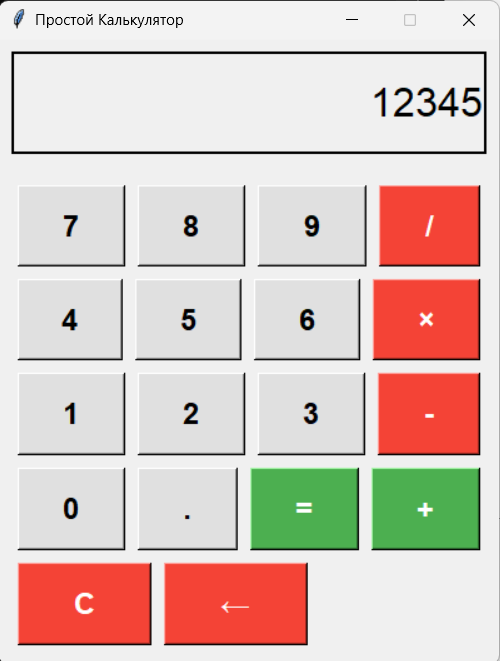 Простой Калькулятор
12345
7 8 9 /
4 5 6 ×
1 2 3 -
0 . = +
C ←